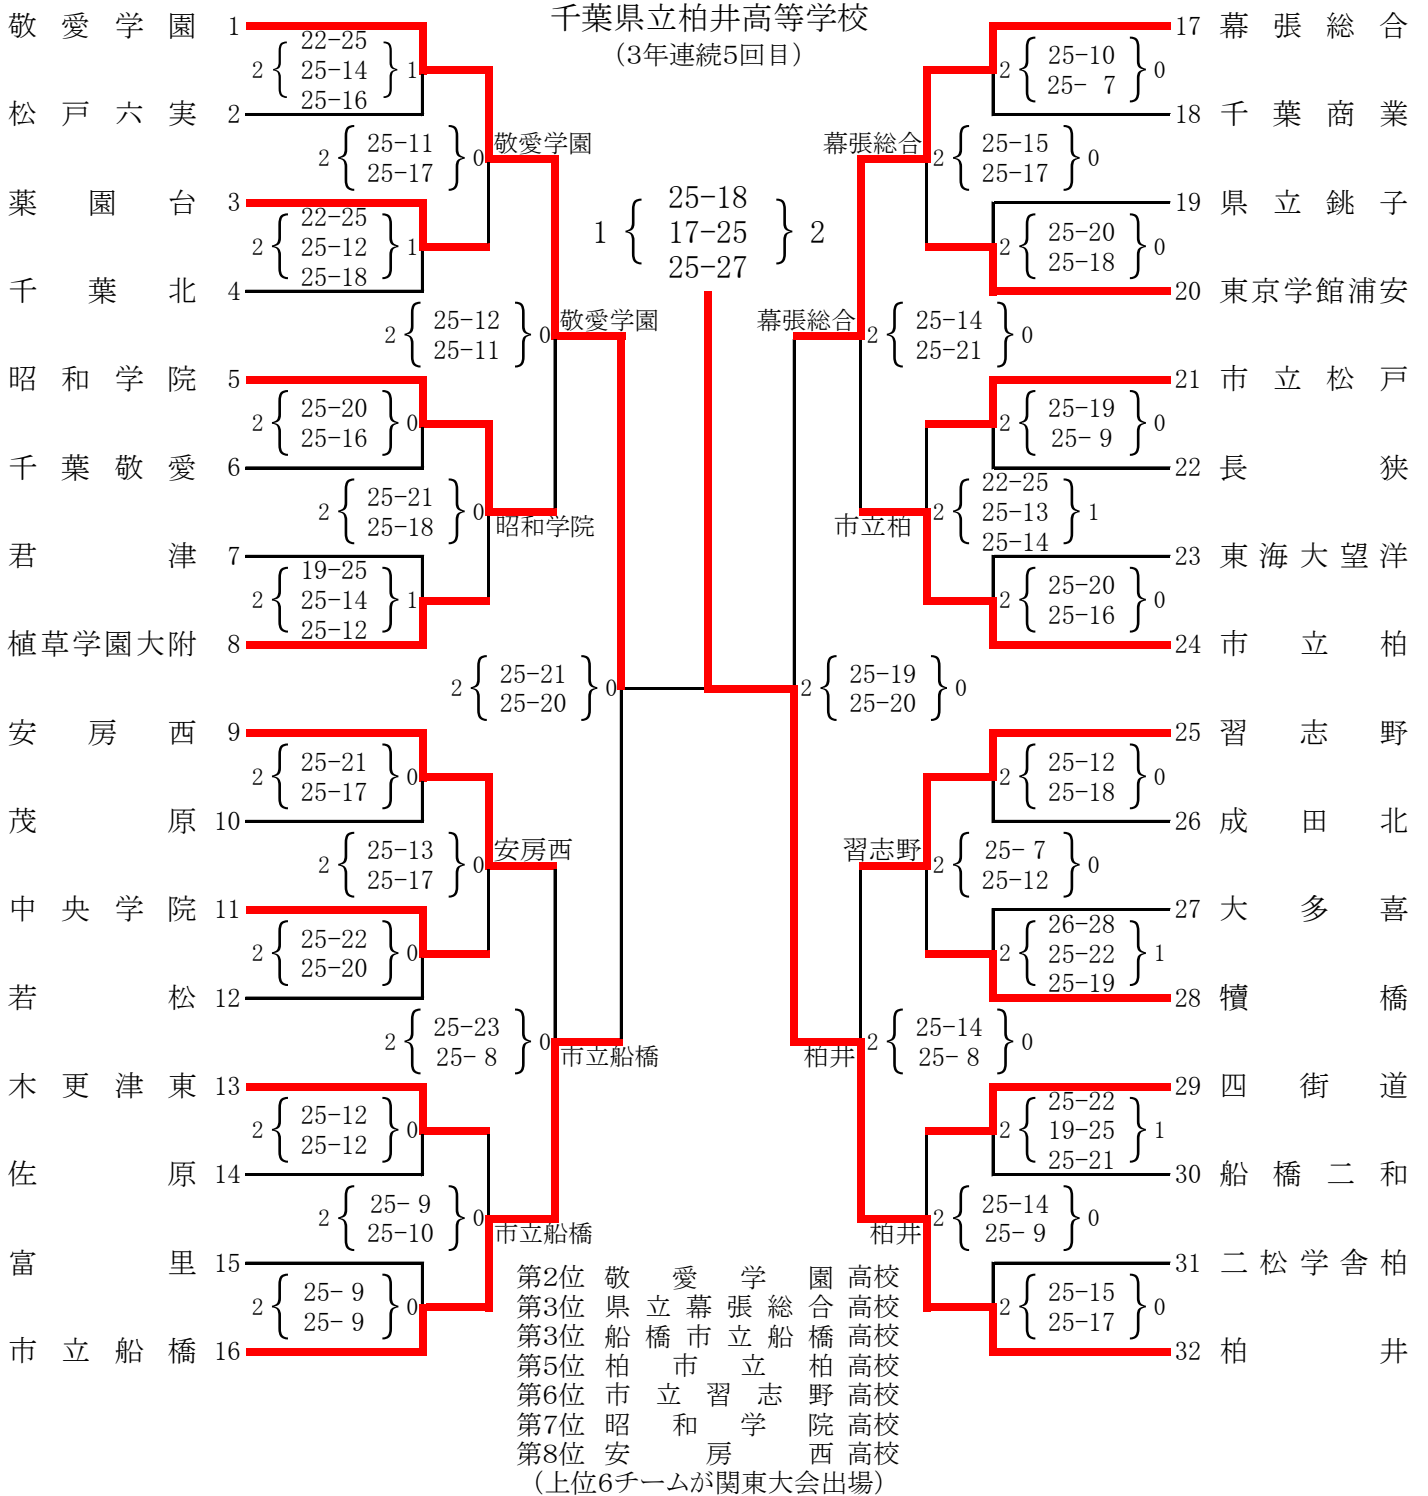 千葉県立柏井高等学校
(3年連続5回目)
敬愛学園 1
2 22-25 1
25-14
25-16
松戸六実 2
2 25-11 0
25-17
敬愛学園
薬園台 3
2 22-25 1
25-12
25-18
千葉北 4
2 25-12 0
25-11
敬愛学園
昭和学院 5
2 25-20 0
25-16
千葉敬愛 6
2 25-21 0
25-18
昭和学院
君津 7
2 19-25 1
25-14
25-12
植草学園大附 8
2 25-21 0
25-20
安房西 9
2 25-21 0
25-17
茂原 10
2 25-13 0
25-17
安房西
中央学院 11
2 25-22 0
25-20
若松 12
2 25-23 0
25- 8
市立船橋
木更津東 13
2 25-12 0
25-12
佐原 14
2 25- 9 0
25-10
市立船橋
富里 15
2 25- 9 0
25- 9
市立船橋 16
1 25-18 2
17-25
25-27
17 幕張総合
2 25-10 0
25- 7
18 千葉商業
幕張総合
2 25-15 0
25-17
19 県立銚子
2 25-20 0
25-18
20 東京学館浦安
幕張総合
2 25-14 0
25-21
21 市立松戸
2 25-19 0
25- 9
22 長狭
市立柏
2 22-25 1
25-13
25-14
23 東海大望洋
2 25-20 0
25-16
24 市立柏
2 25-19 0
25-20
25 習志野
2 25-12 0
25-18
26 成田北
習志野
2 25- 7 0
25-12
27 大多喜
2 26-28 1
25-22
25-19
28 犢橋
柏井
2 25-14 0
25- 8
29 四街道
2 25-22 1
19-25
25-21
30 船橋二和
柏井
2 25-14 0
25- 9
31 二松学舎柏
2 25-15 0
25-17
32 柏井
第2位 敬愛学園 高校
第3位 県立幕張総合 高校
第3位 船橋市立船橋 高校
第5位 柏市立柏 高校
第6位 市立習志野 高校
第7位 昭和学院 高校
第8位 安房西 高校
(上位6チームが関東大会出場)